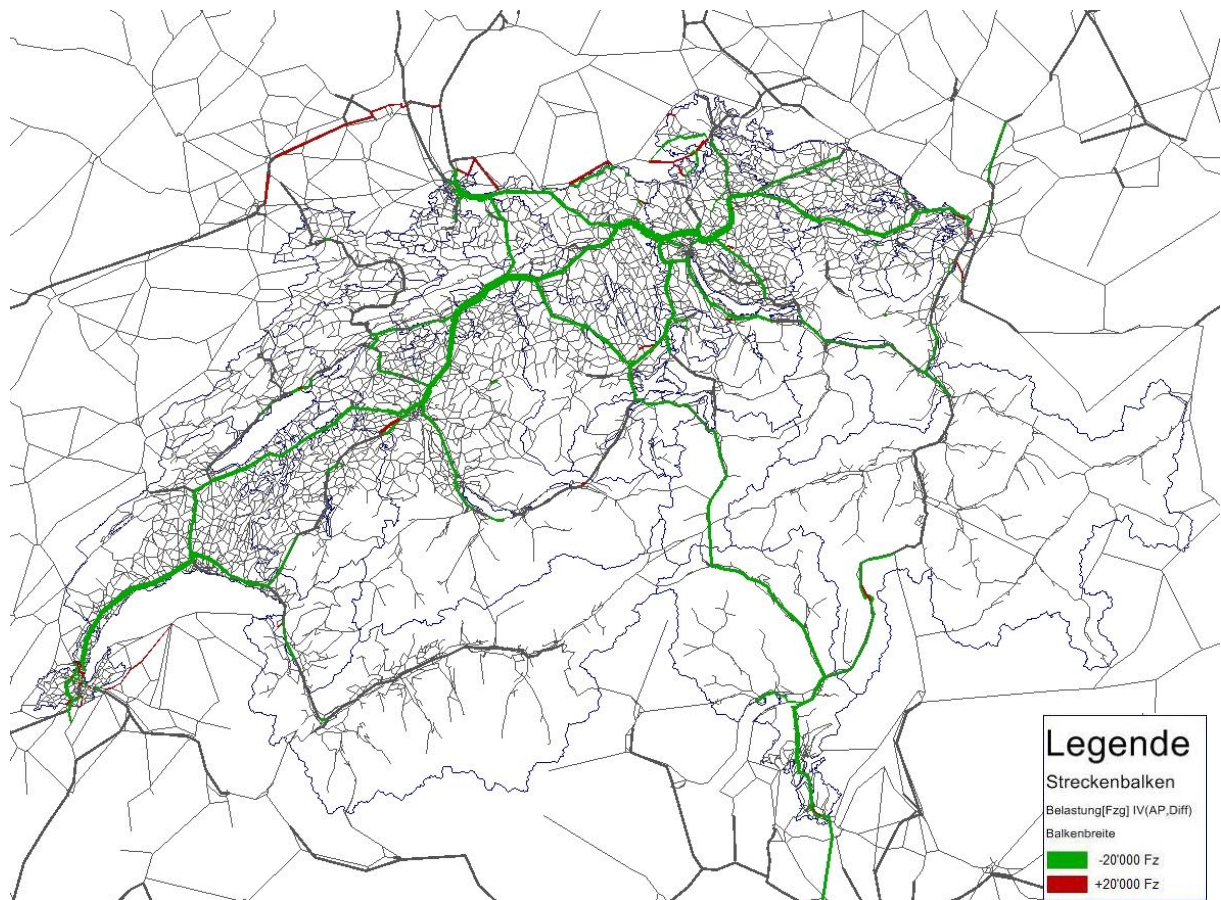 Legende
Streckenbalken
Belastung[Fzg] IV(AP,Diff)
Balkenbreite
-20'000 Fz
+20'000 Fz